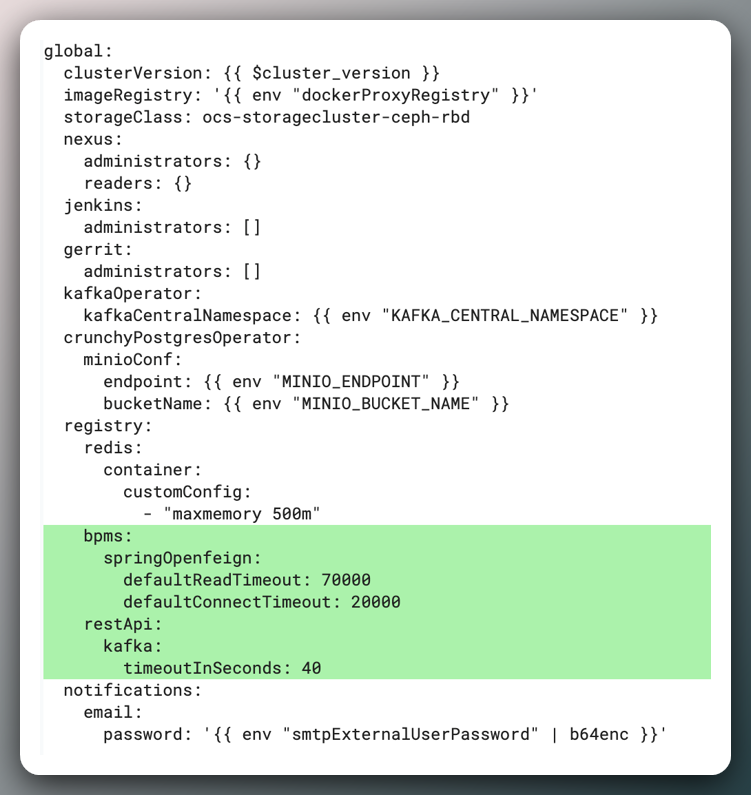 global:
  clusterVersion: {{ $cluster_version }}
  imageRegistry: '{{ env "dockerProxyRegistry" }}'
  storageClass: ocs-storagecluster-ceph-rbd
  nexus:
    administrators: {}
    readers: {}
  jenkins:
    administrators: []
  gerrit:
    administrators: []
  kafkaOperator:
    kafkaCentralNamespace: {{ env "KAFKA_CENTRAL_NAMESPACE" }}
  crunchyPostgresOperator:
    minioConf:
      endpoint: {{ env "MINIO_ENDPOINT" }}
      bucketName: {{ env "MINIO_BUCKET_NAME" }}
  registry:
    redis:
      container:
        customConfig:
          - "maxmemory 500m"
    bpms:
      springOpenfeign:
        defaultReadTimeout: 70000
        defaultConnectTimeout: 20000
    restApi:
      kafka:
        timeoutInSeconds: 40
  notifications:
    email:
      password: '{{ env "smtpExternalUserPassword" | b64enc }}'